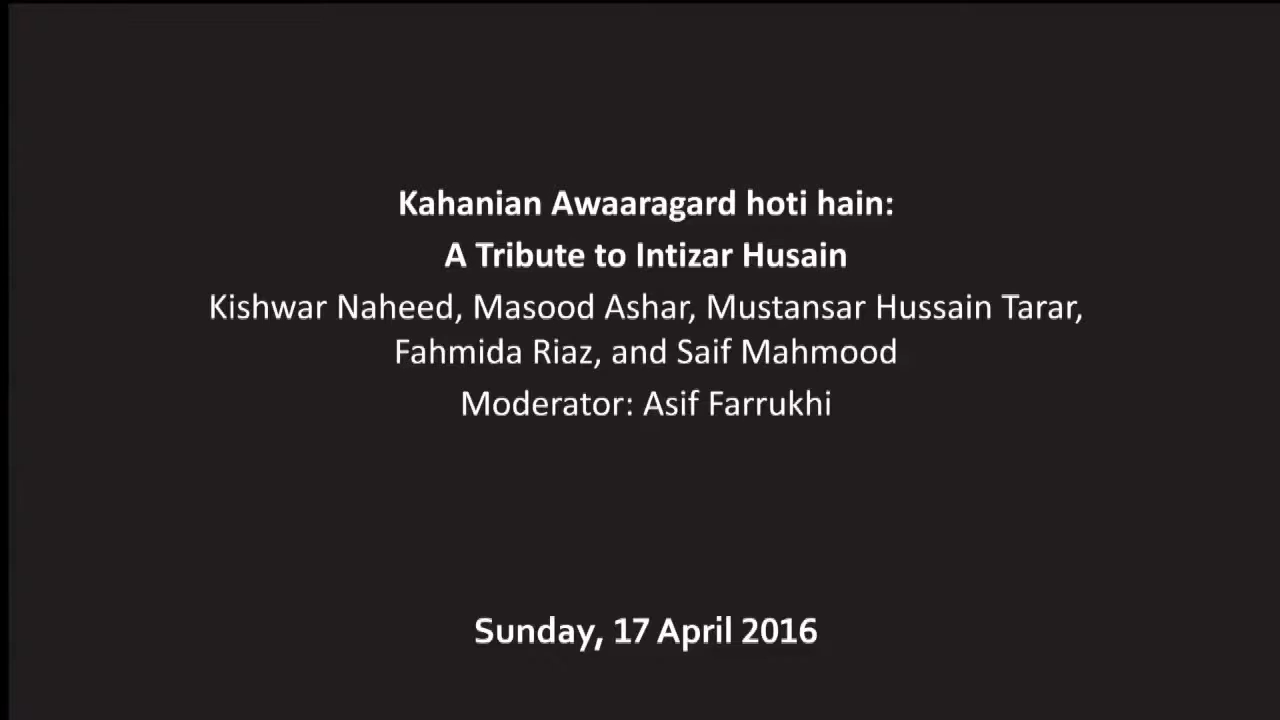 Kahanian Awaaragard hoti hain:
A Tribute to Intizar Husain
Kishwar Naheed, Masood Ashar, Mustansar Hussain Tarar,
Fahmida Riaz, and Saif Mahmood
Moderator: Asif Farrukhi
Sunday, 17 April 2016